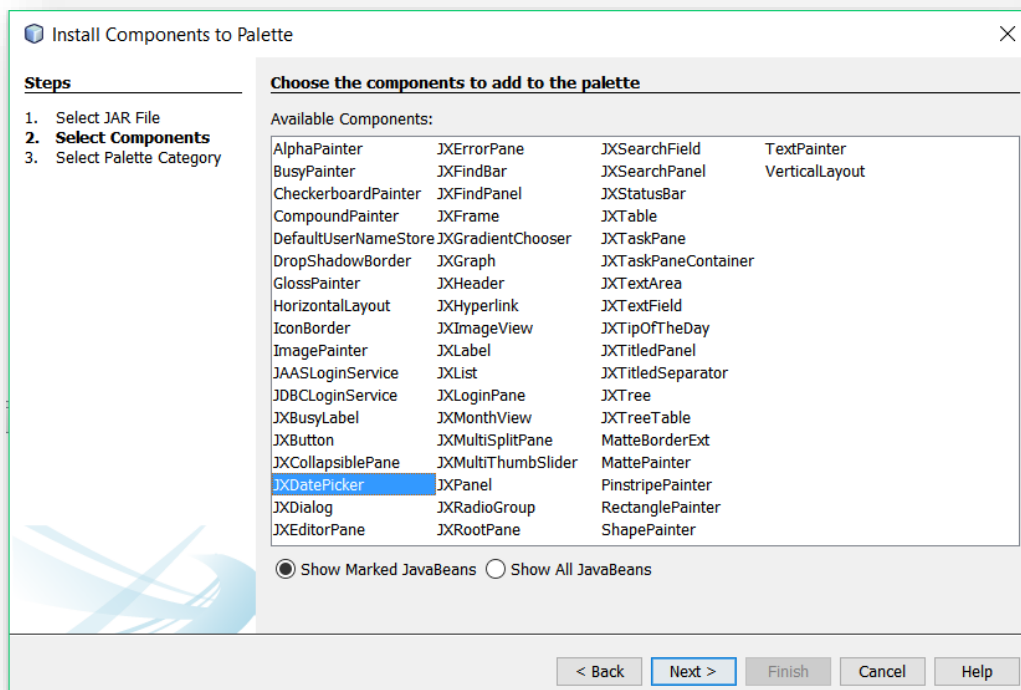 Install Components to Palette
Steps
1. Select JAR File
2. Select Components
3. Select Palette Category
Choose the components to add to the palette
Available Components:
AlphaPainter
BusyPainter
CheckerboardPainter
CompoundPainter
DefaultUserNameStore
DropShadowBorder
GlossPainter
HorizontalLayout
IconBorder
ImagePainter
JAASLoginService
JDBCLoginService
JXBusyLabel
JXButton
JXCollapsiblePane
JXDatePicker
JXDialog
JXEditorPane
JXErrorPane
JXFindBar
JXFindPanel
JXFrame
JXGradientChooser
JXGraph
JXHeader
JXHyperlink
JXImageView
JXLabel
JXList
JXLoginPane
JXMonthView
JXMultiSplitPane
JXMultiThumbSlider
JXPanel
JXRadioGroup
JXRootPane
JXSearchField
JXSearchPanel
JXStatusBar
JXTable
JXTaskPane
JXTaskPaneContainer
JXTextArea
JXTextField
JXTipOfTheDay
JXTitledPanel
JXTitledSeparator
JXTree
JXTreeTable
MatteBorderExt
MattePainter
PinstripePainter
RectanglePainter
ShapePainter
TextPainter
VerticalLayout
Show Marked JavaBeans Show All JavaBeans
< Back Next > Finish Cancel Help